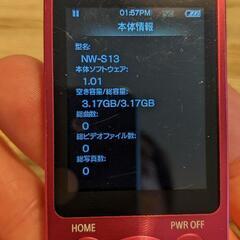 01:57PM
本体情報
型名:
NW-S13
本体ソフトウェア:
1.01
空き容量/総容量:
3.17GB/3.17GB
総曲数:
0
総ビデオファイル数:
0
総写真数:
0
HOME
PWR OFF